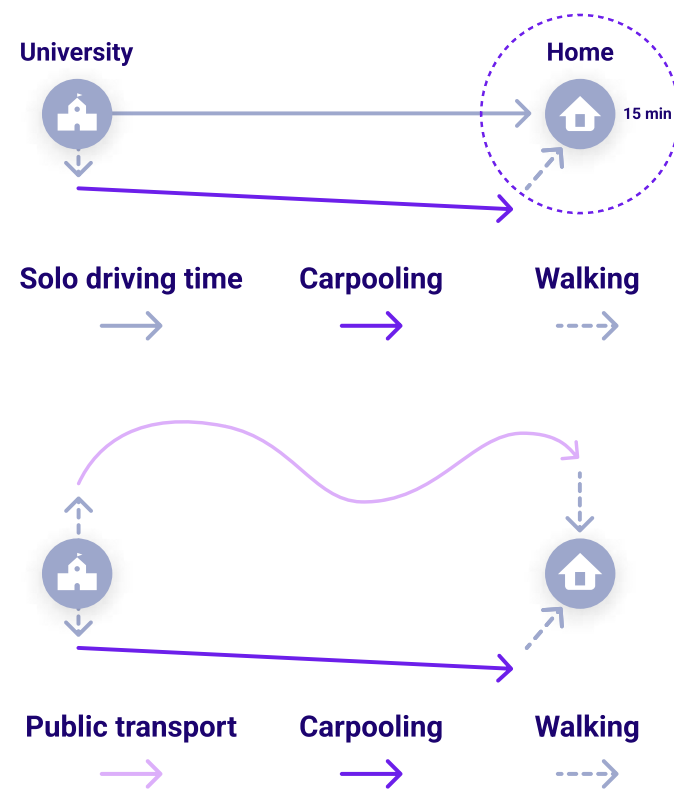 University
Home
15 min
Solo driving time
Carpooling
Walking
Public transport
Carpooling
Walking